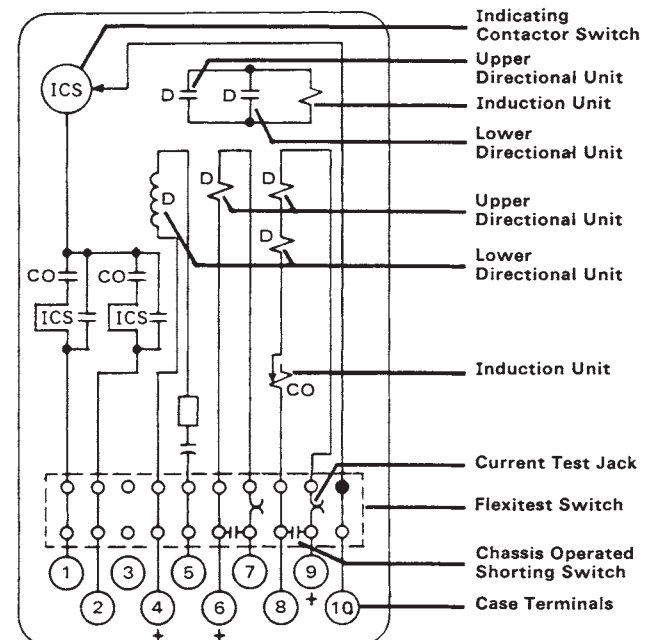 Indicating
Contactor Switch
Upper
Directional Unit
Induction Unit
Lower
Directional Unit
Upper
Directional Unit
Lower
Directional Unit
Induction Unit
Current Test Jack
Flexitest Switch
Chassis Operated
Shorting Switch
Case Terminals
ICS
D D
D D D
D
CO CO
ICS ICS
CO
1 3 5 7 9
+
2 4 6 8 10
+ +